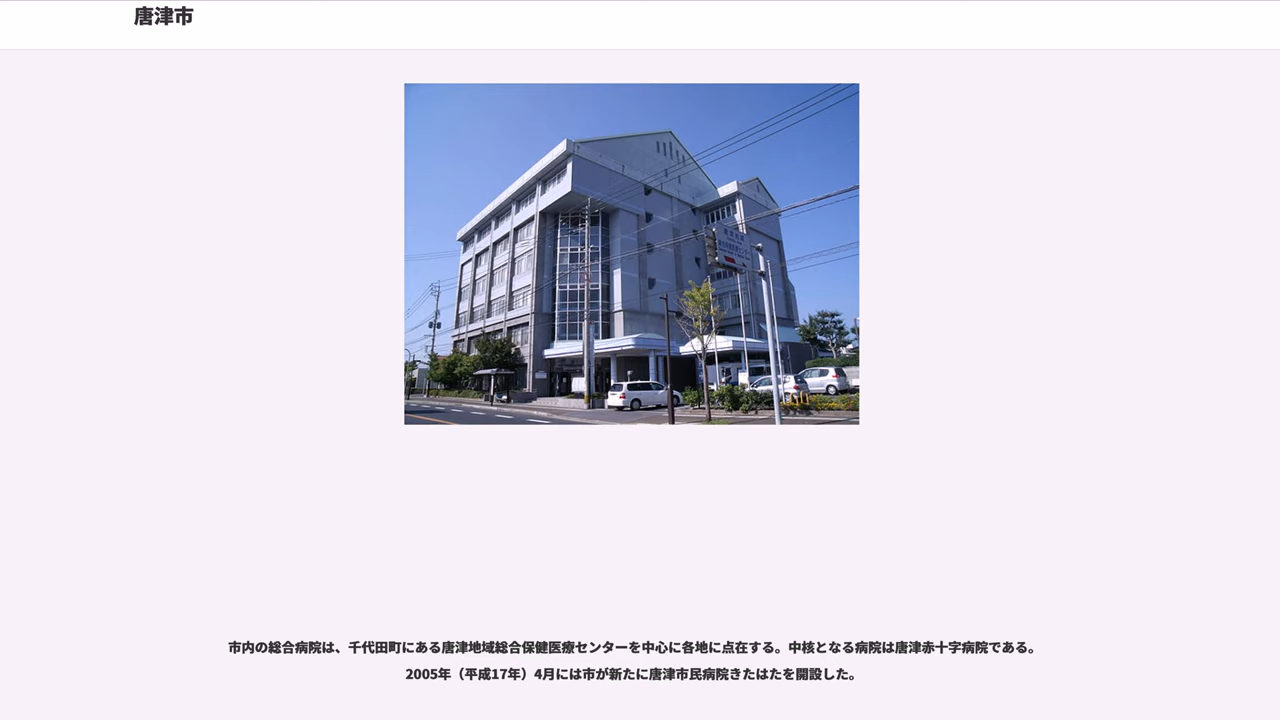 唐津市
市内の総合病院は、千代田町にある唐津地域総合保健医療センターを中心に各地に点在する。中核となる病院は唐津赤十字病院である。
2005年（平成17年）4月には市が新たに唐津市民病院きたはたを開設した。